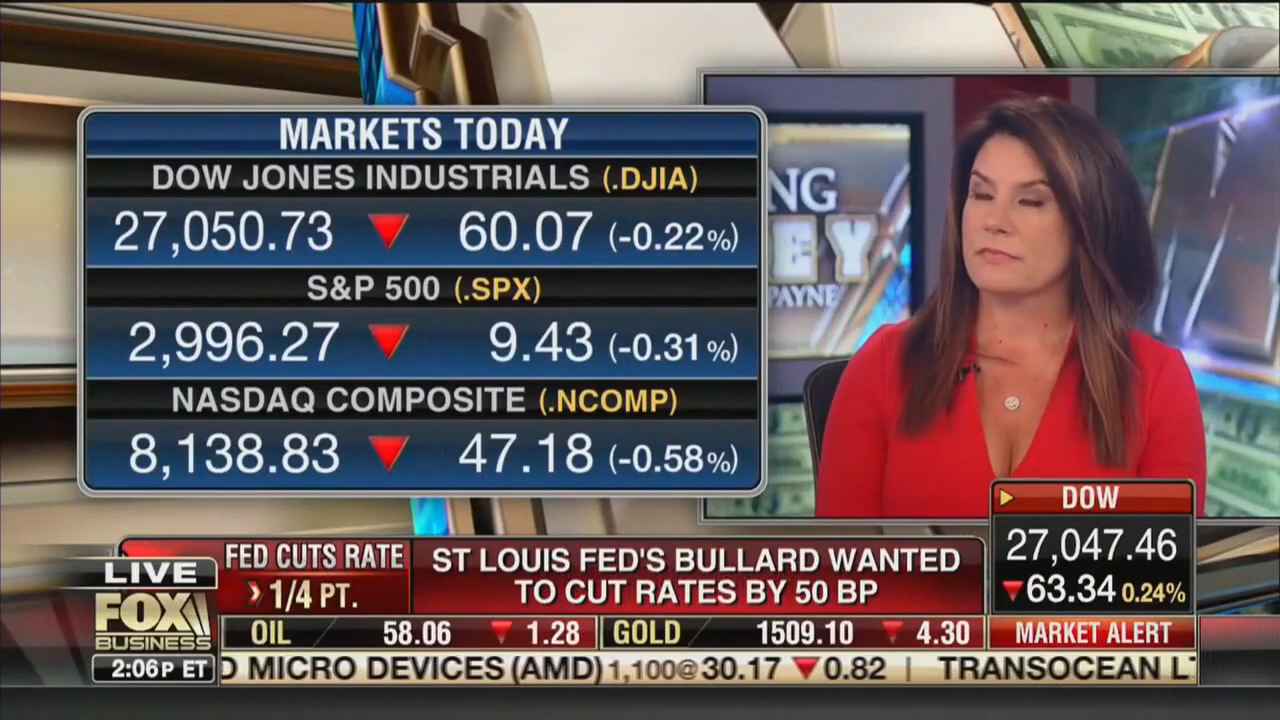 MARKETS TODAY
DOW JONES INDUSTRIALS (.DJIA)
27,050.73 60.07 (-0.22%)
S&P 500 (.SPX)
2,996.27 9.43 (-0.31%)
NASDAQ COMPOSITE (.NCOMP)
8,138.83 47.18 (-0.58%)
NG
EY
PAYNE
DOW
27,047.46
63.34 0.24%
MARKET ALERT
FED CUTS RATE
1/4 PT.
ST LOUIS FED'S BULLARD WANTED
TO CUT RATES BY 50 BP
LIVE
FOX
BUSINESS
2:06P ET
OIL 58.06 1.28 GOLD 1509.10 4.30
D MICRO DEVICES (AMD) 1,100@30.17 0.82 | TRANSOCEAN L